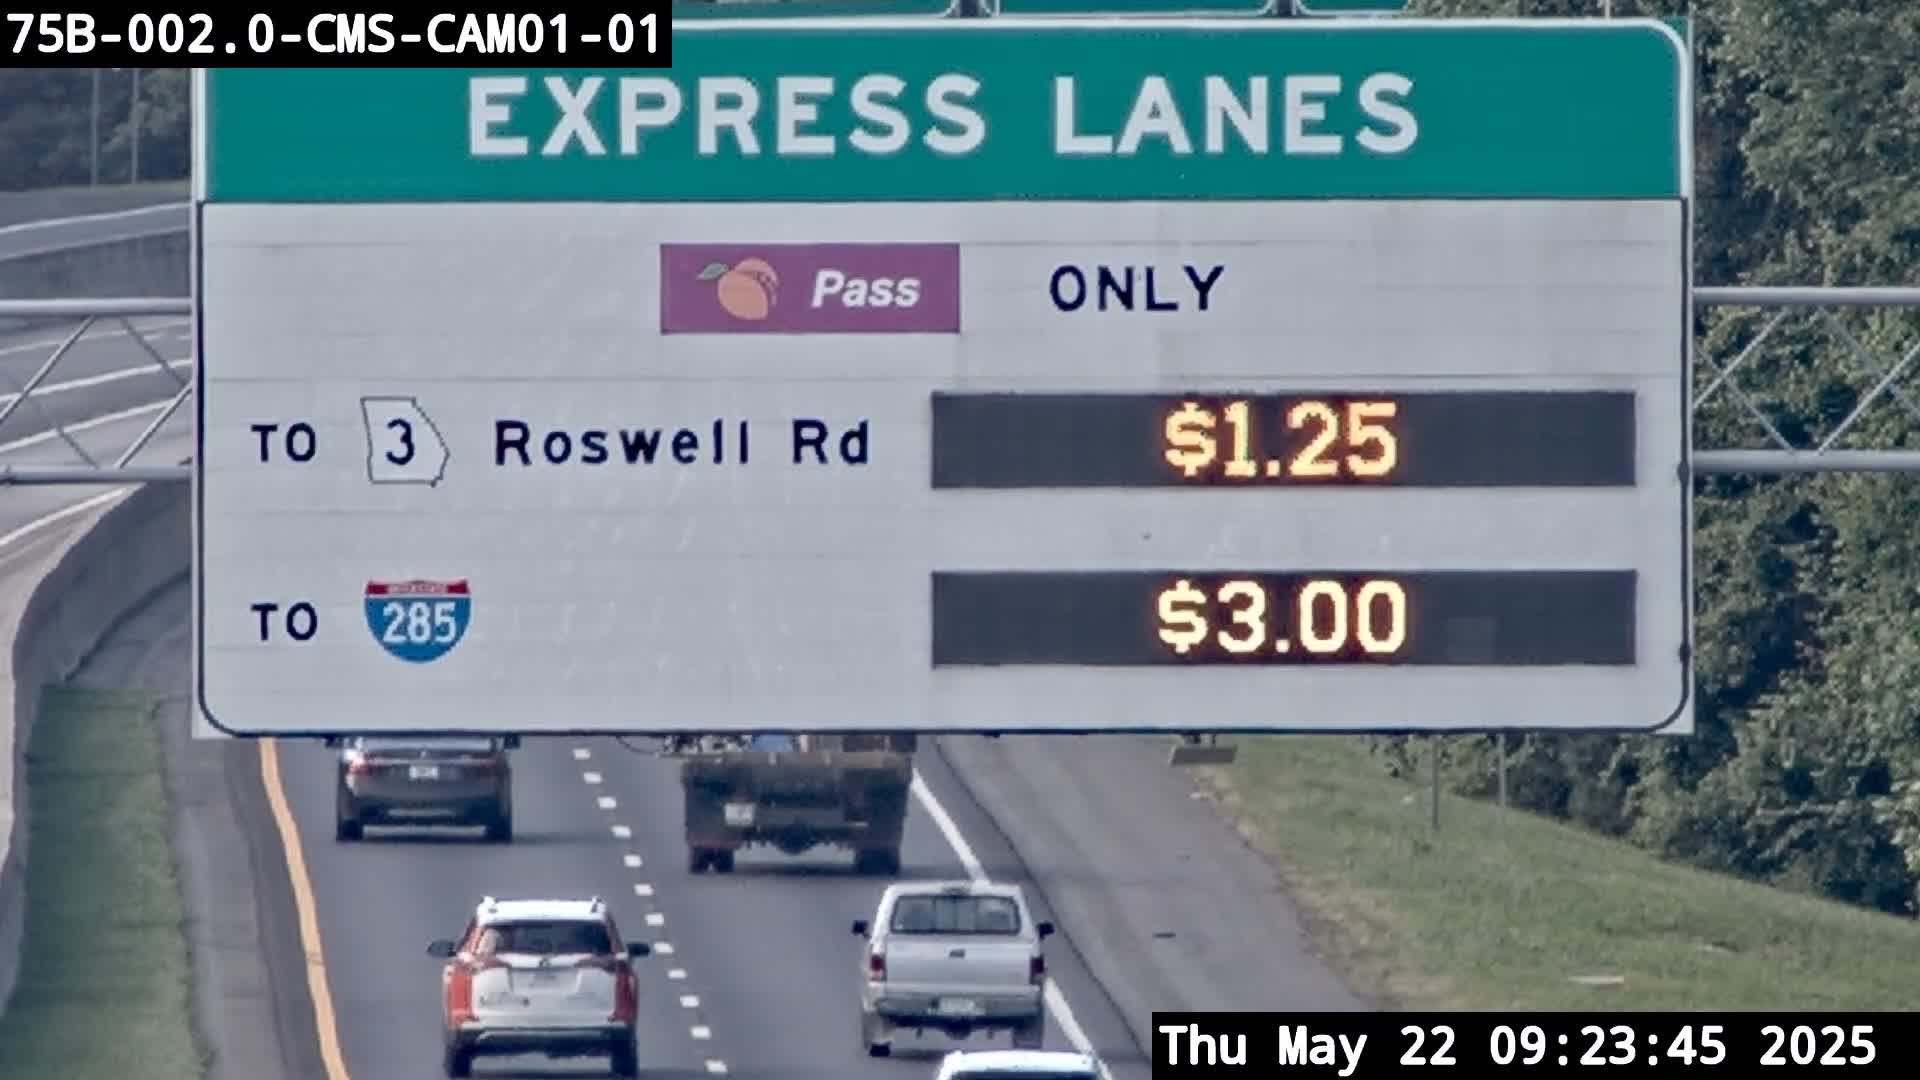 75B-002.0-CMS-CAM01-01
EXPRESS LANES
Pass ONLY
TO 3 Roswell Rd $1.25
TO 285 $3.00
Thu May 22 09:23:45 2025